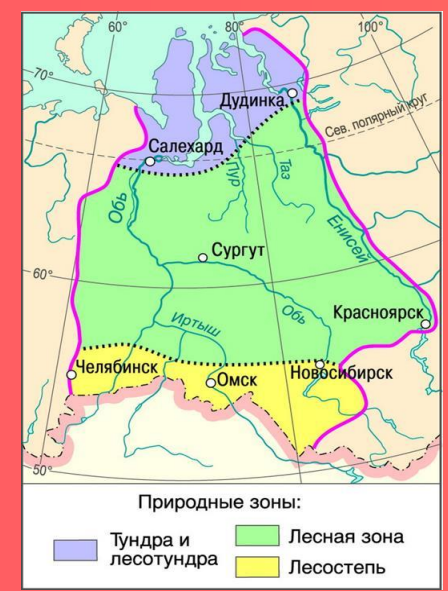 60°
80°
100°
70°
Дудинка
Сев. полярный круг
Салехард
Пур
Таз
Обь
Енисей
Сургут
60°
Обь
Красноярск
Иртыш
Челябинск
Омск
Новосибирск
50°
Природные зоны:
Тундра и
лесотундра
Лесная зона
Лесостепь